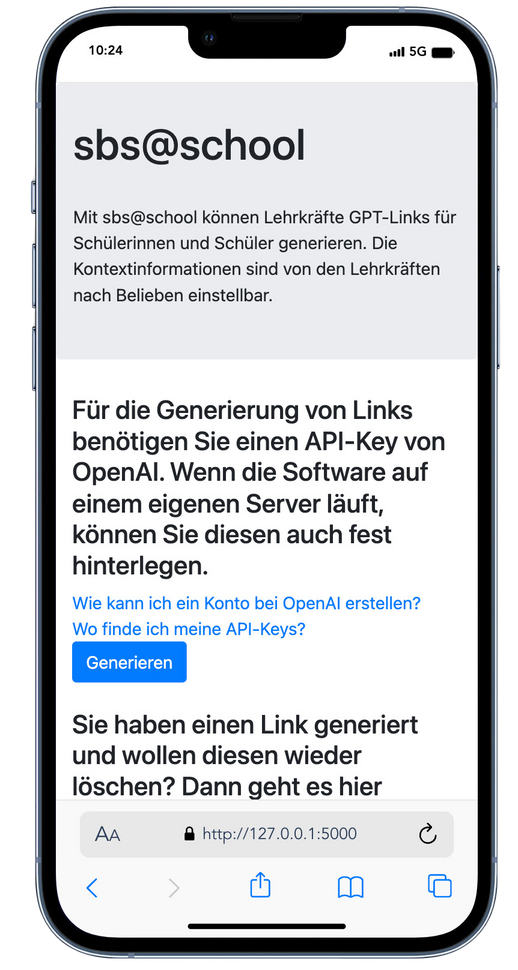 10:24
5G
sbs@school
Mit sbs@school können Lehrkräfte GPT-Links für
Schülerinnen und Schüler generieren. Die
Kontextinformationen sind von den Lehrkräften
nach Belieben einstellbar.
Für die Generierung von Links
benötigen Sie einen API-Key von
OpenAI. Wenn die Software auf
einem eigenen Server läuft,
können Sie diesen auch fest
hinterlegen.
Wie kann ich ein Konto bei OpenAI erstellen?
Wo finde ich meine API-Keys?
Generieren
Sie haben einen Link generiert
und wollen diesen wieder
löschen? Dann geht es hier
AA
http://127.0.0.1:5000